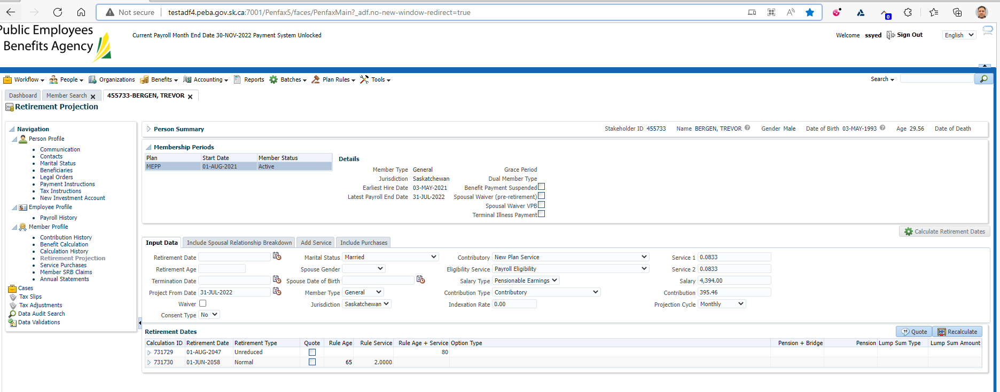 Not secure testadf4.peba.gov.sk.ca:7001/Penfax5/faces/PenfaxMain?_adf.no-new-window-redirect=true
0
Public Employees
Benefits Agency
Current Payroll Month End Date 30-NOV-2022 Payment System Unlocked
Welcome ssyed Sign Out English
Workflow People Organizations Benefits Accounting Reports Batches Plan Rules Tools Search
Dashboard Member Search 455733-BERGEN, TREVOR
Retirement Projection
Navigation
Person Profile
Communication
Contacts
Marital Status
Beneficiaries
Legal Orders
Payment Instructions
Tax Instructions
New Investment Account
Employee Profile
Payroll History
Member Profile
Contribution History
Benefit Calculation
Calculation History
Retirement Projection
Service Purchases
Member SRB Claims
Annual Statements
Cases
Tax Slips
Tax Adjustments
Data Audit Search
Data Validations
Person Summary Stakeholder ID 455733 Name BERGEN, TREVOR Gender Male Date of Birth 03-MAY-1993 Age 29.56 Date of Death
Membership Periods
Plan Start Date Member Status
MEPP 01-AUG-2021 Active
Details
Member Type General Grace Period
Jurisdiction Saskatchewan Dual Member Type
Earliest Hire Date 03-MAY-2021 Benefit Payment Suspended
Latest Payroll End Date 31-JUL-2022 Spousal Waiver (pre-retirement)
Spousal Waiver VPB
Terminal Illness Payment
Calculate Retirement Dates
Input Data Include Spousal Relationship Breakdown Add Service Include Purchases
Retirement Date Marital Status Married Contributory New Plan Service Service 1 0.0833
Retirement Age Spouse Gender Eligibility Service Payroll Eligibility Service 2 0.0833
Termination Date Spouse Date of Birth Salary Type Pensionable Earnings Salary 4,394.00
Project From Date 31-JUL-2022 Member Type General Contribution Type Contributory Contribution 395.46
Waiver Jurisdiction Saskatchewan Indexation Rate 0.00 Projection Cycle Monthly
Consent Type No
Retirement Dates Quote Recalculate
Calculation ID Retirement Date Retirement Type Quote Rule Age Rule Service Rule Age + Service Option Type Pension + Bridge Pension Lump Sum Type Lump Sum Amount
731729 01-AUG-2047 Unreduced 80
731730 01-JUN-2058 Normal 65 2.0000